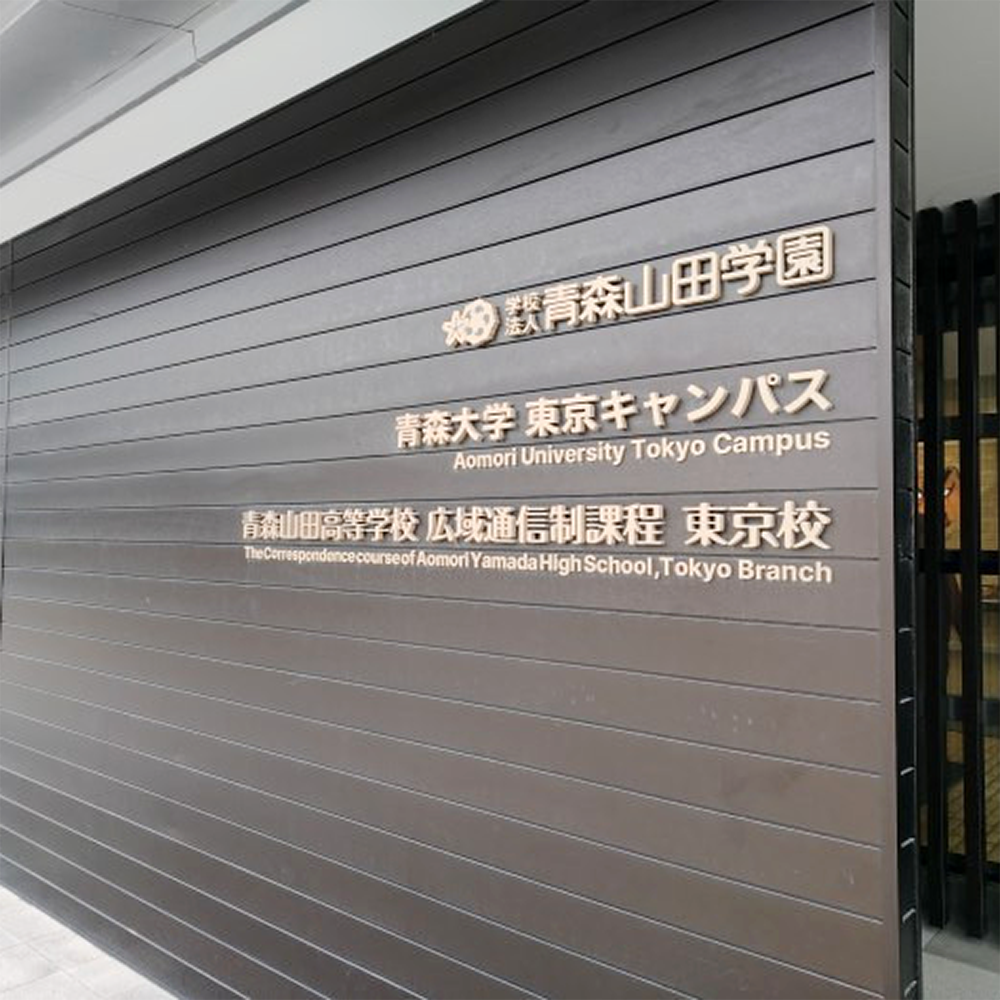 学校法人 青森山田学園
青森大学 東京キャンパス
Aomori University Tokyo Campus
青森山田高等学校 広域通信制課程 東京校
The Correspondence course of Aomori Yamada High School, Tokyo Branch